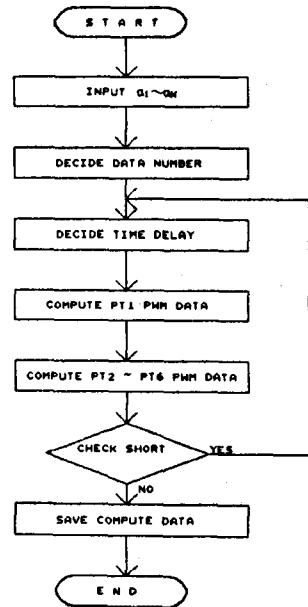 START
INPUT α1~αM
DECIDE DATA NUMBER
DECIDE TIME DELAY
COMPUTE PT1 PWM DATA
COMPUTE PT2 ~ PT6 PWM DATA
CHECK SHORT
YES
NO
SAVE COMPUTE DATA
END